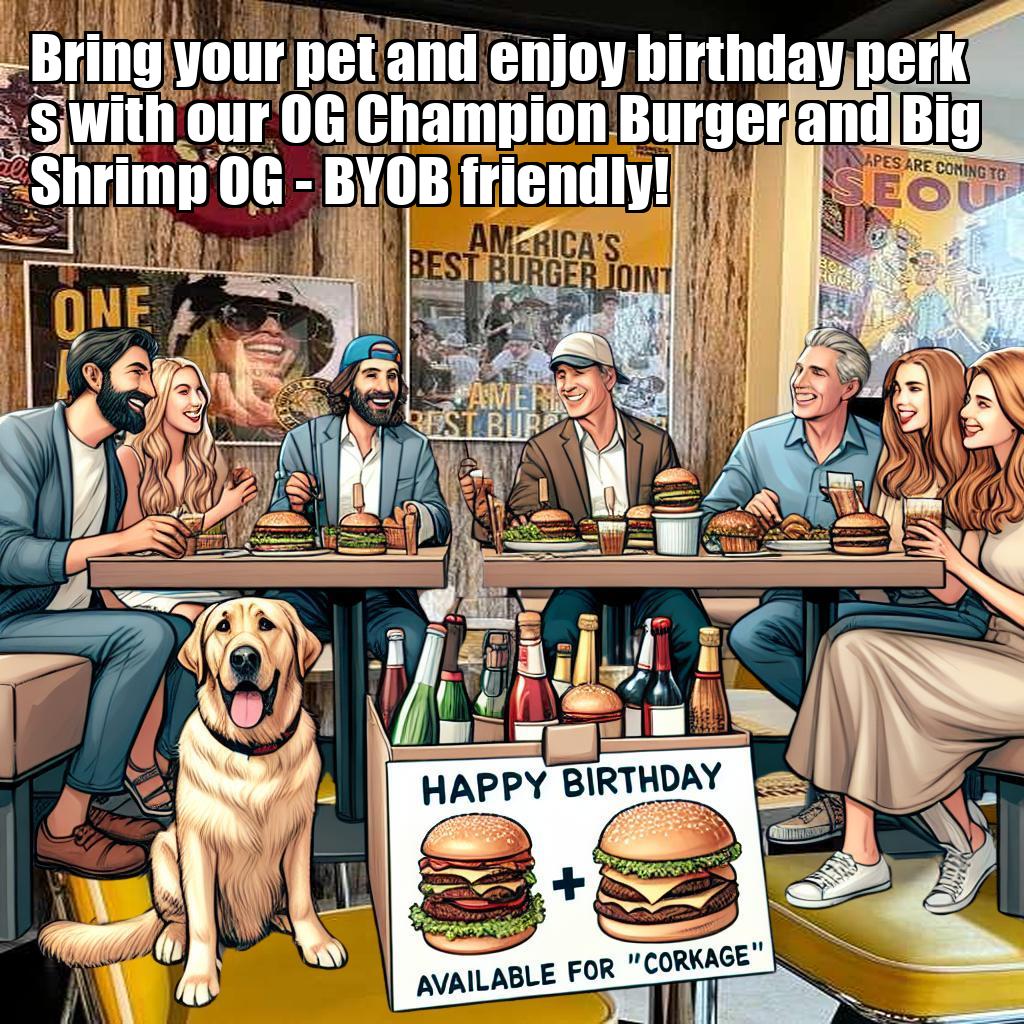 Bring your pet and enjoy birthday perk
s with our OG Champion Burger and Big
Shrimp OG - BYOB friendly!
APES ARE COMING TO
SEOU
AMERICA'S
BEST BURGER JOINT
ONE
AMER
BEST BUR
HAPPY BIRTHDAY
+
AVAILABLE FOR "CORKAGE"